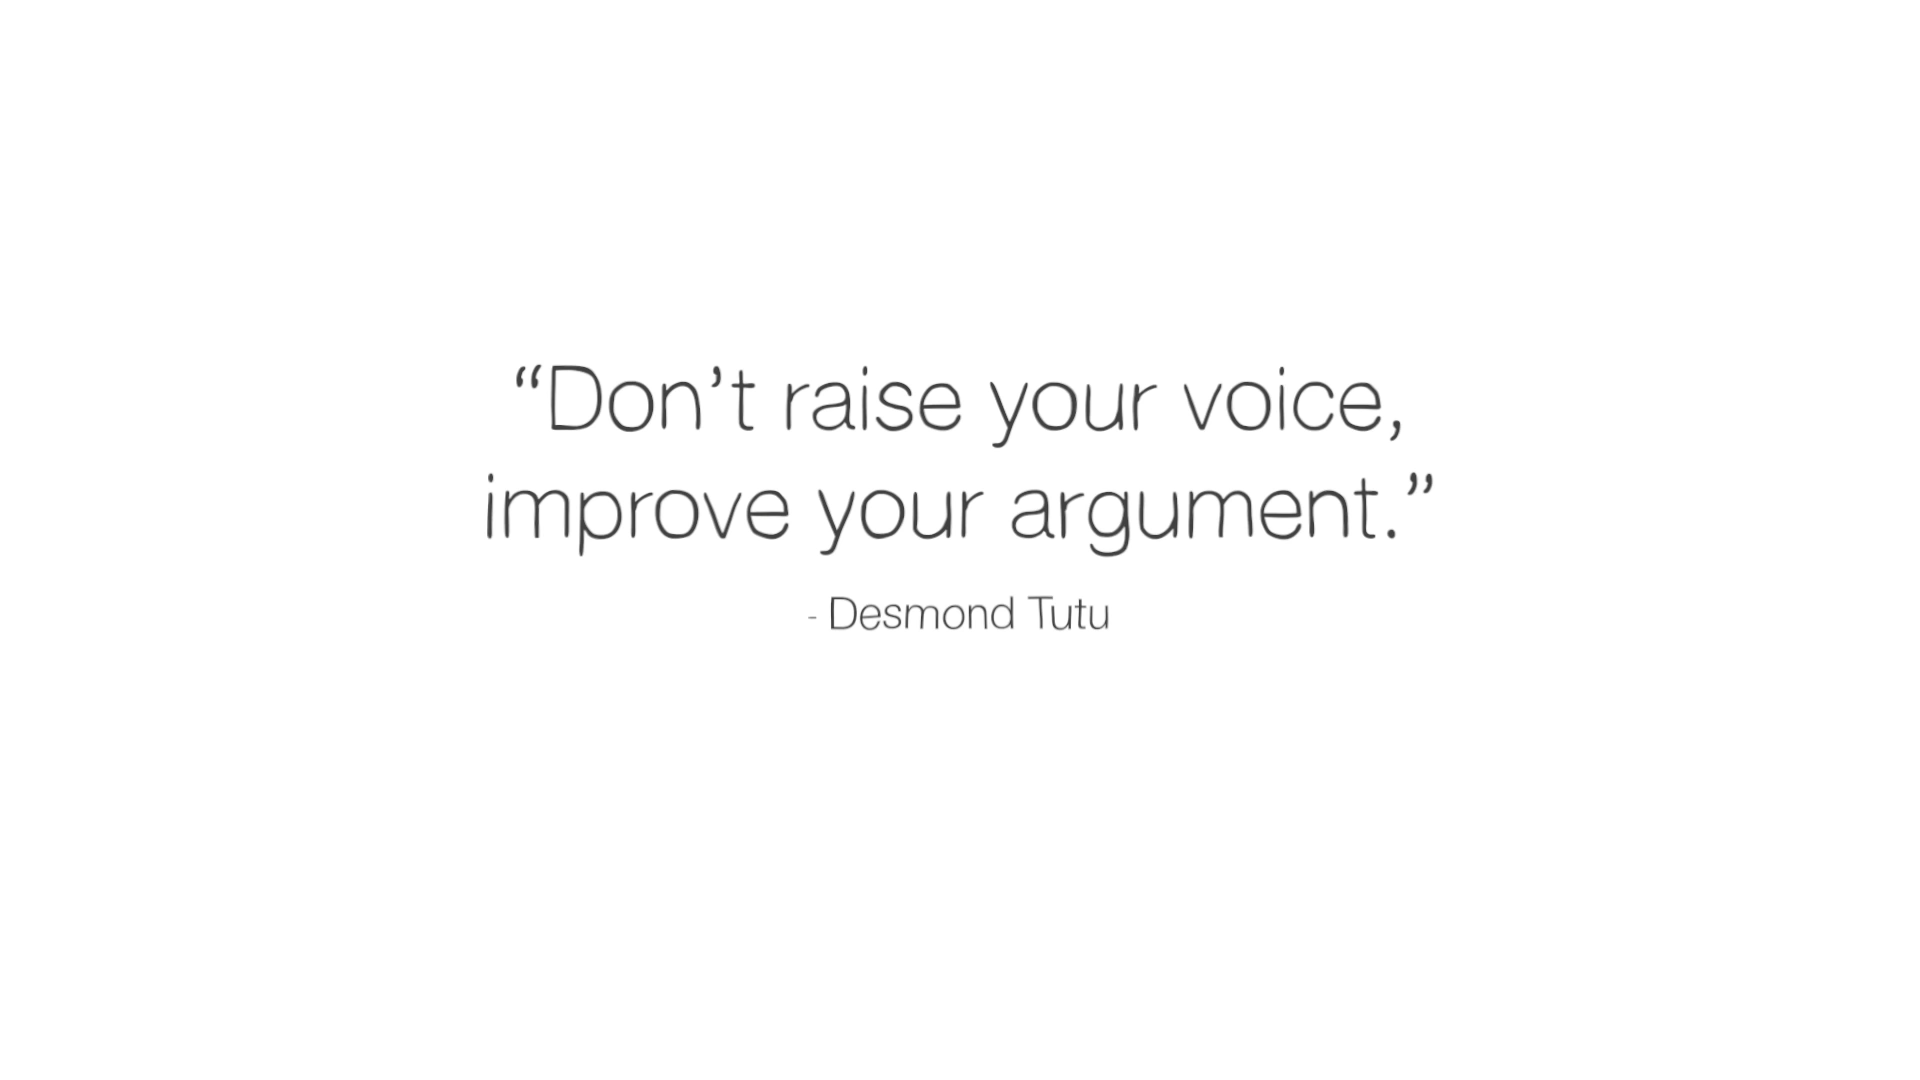 “Don’t raise your voice,
improve your argument.”
- Desmond Tutu